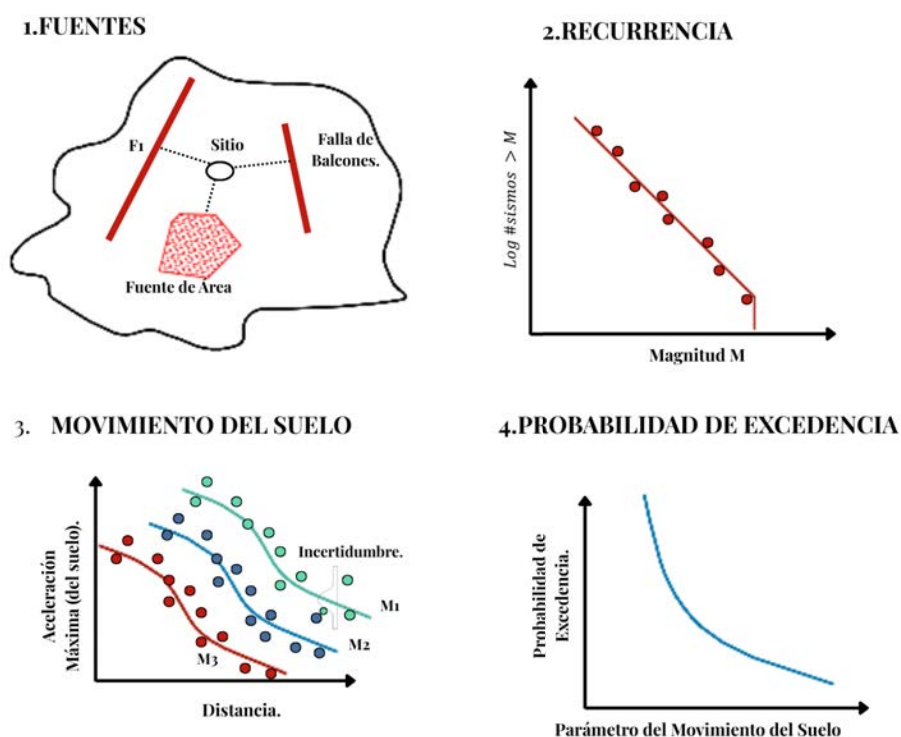 1.FUENTES
F1
Sitio
Falla de
Balcones.
Fuente de Área
2.RECURRENCIA
Log #sismos > M
Magnitud M
3. MOVIMIENTO DEL SUELO
Aceleración
Máxima (del suelo).
Incertidumbre.
M1
M2
M3
Distancia.
4.PROBABILIDAD DE EXCEDENCIA
Probabilidad de
Excedencia.
Parámetro del Movimiento del Suelo